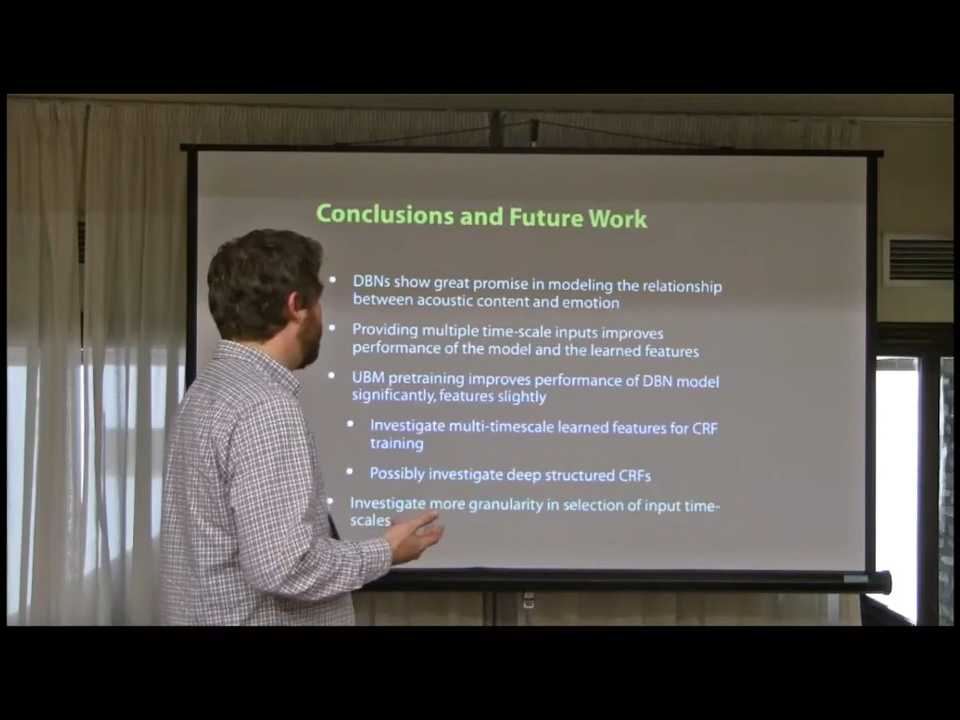 Conclusions and Future Work
• DBNs show great promise in modeling the relationship
between acoustic content and emotion
• Providing multiple time-scale inputs improves
performance of the model and the learned features
• UBM pretraining improves performance of DBN model
significantly, features slightly
• Investigate multi-timescale learned features for CRF
training
• Possibly investigate deep structured CRFs
• Investigate more granularity in selection of input time-
scales